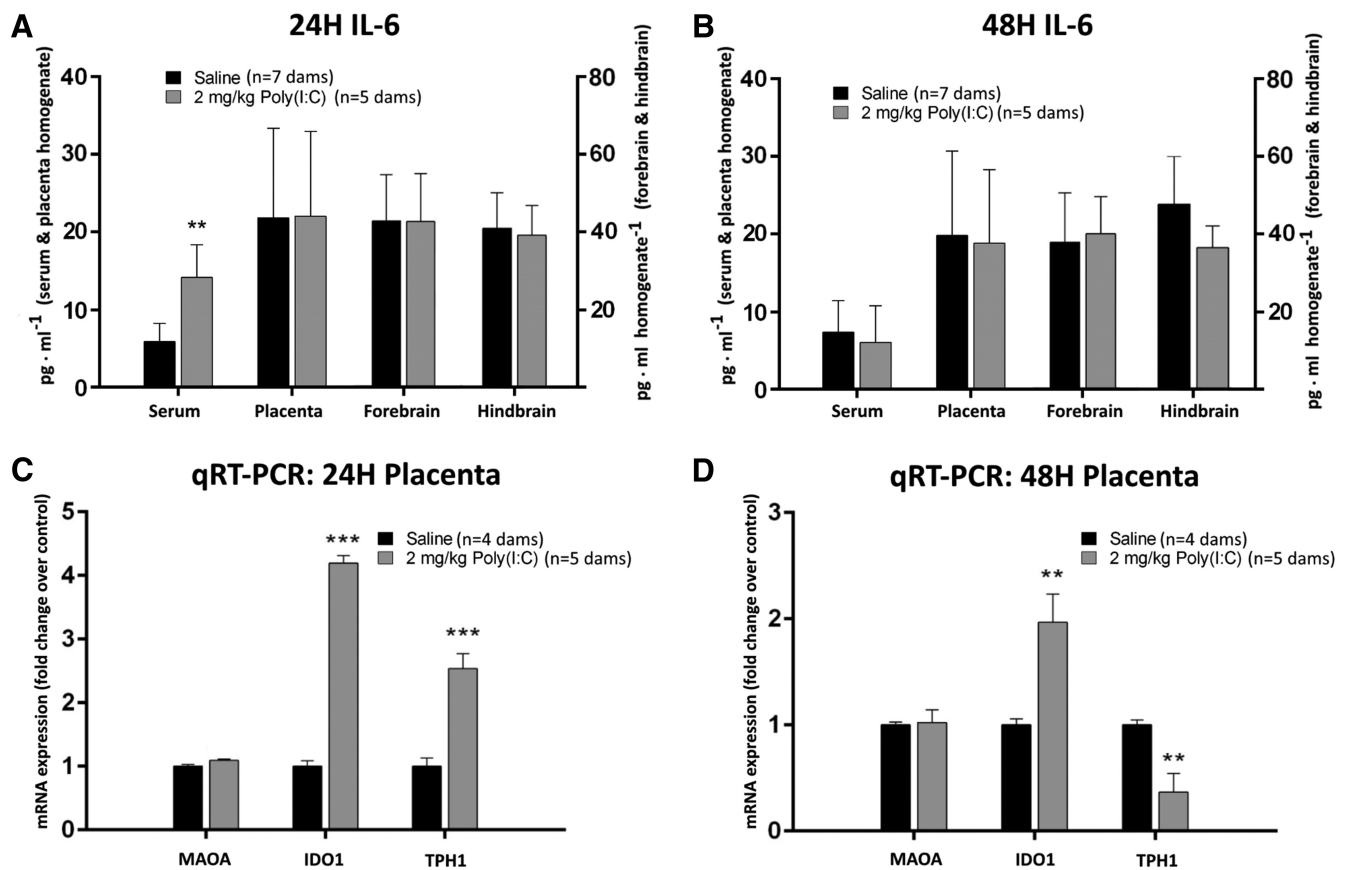 A
24H IL-6
pg · ml-1 (serum & placenta homogenate)
40
30
20
10
0
Saline (n=7 dams)
2 mg/kg Poly(I:C) (n=5 dams)
**
80
60
40
20
pg · ml homogenate-1 (forebrain & hindbrain)
Serum Placenta Forebrain Hindbrain
B
48H IL-6
pg · ml-1 (serum & placenta homogenate)
40
30
20
10
0
Saline (n=7 dams)
2 mg/kg Poly(I:C) (n=5 dams)
80
60
40
20
pg · ml homogenate-1 (forebrain & hindbrain)
Serum Placenta Forebrain Hindbrain
C
qRT-PCR: 24H Placenta
mRNA expression (fold change over control)
5
4
3
2
1
0
Saline (n=4 dams)
2 mg/kg Poly(I:C) (n=5 dams)
***
***
MAOA IDO1 TPH1
D
qRT-PCR: 48H Placenta
mRNA expression (fold change over control)
3
2
1
0
Saline (n=4 dams)
2 mg/kg Poly(I:C) (n=5 dams)
**
**
MAOA IDO1 TPH1